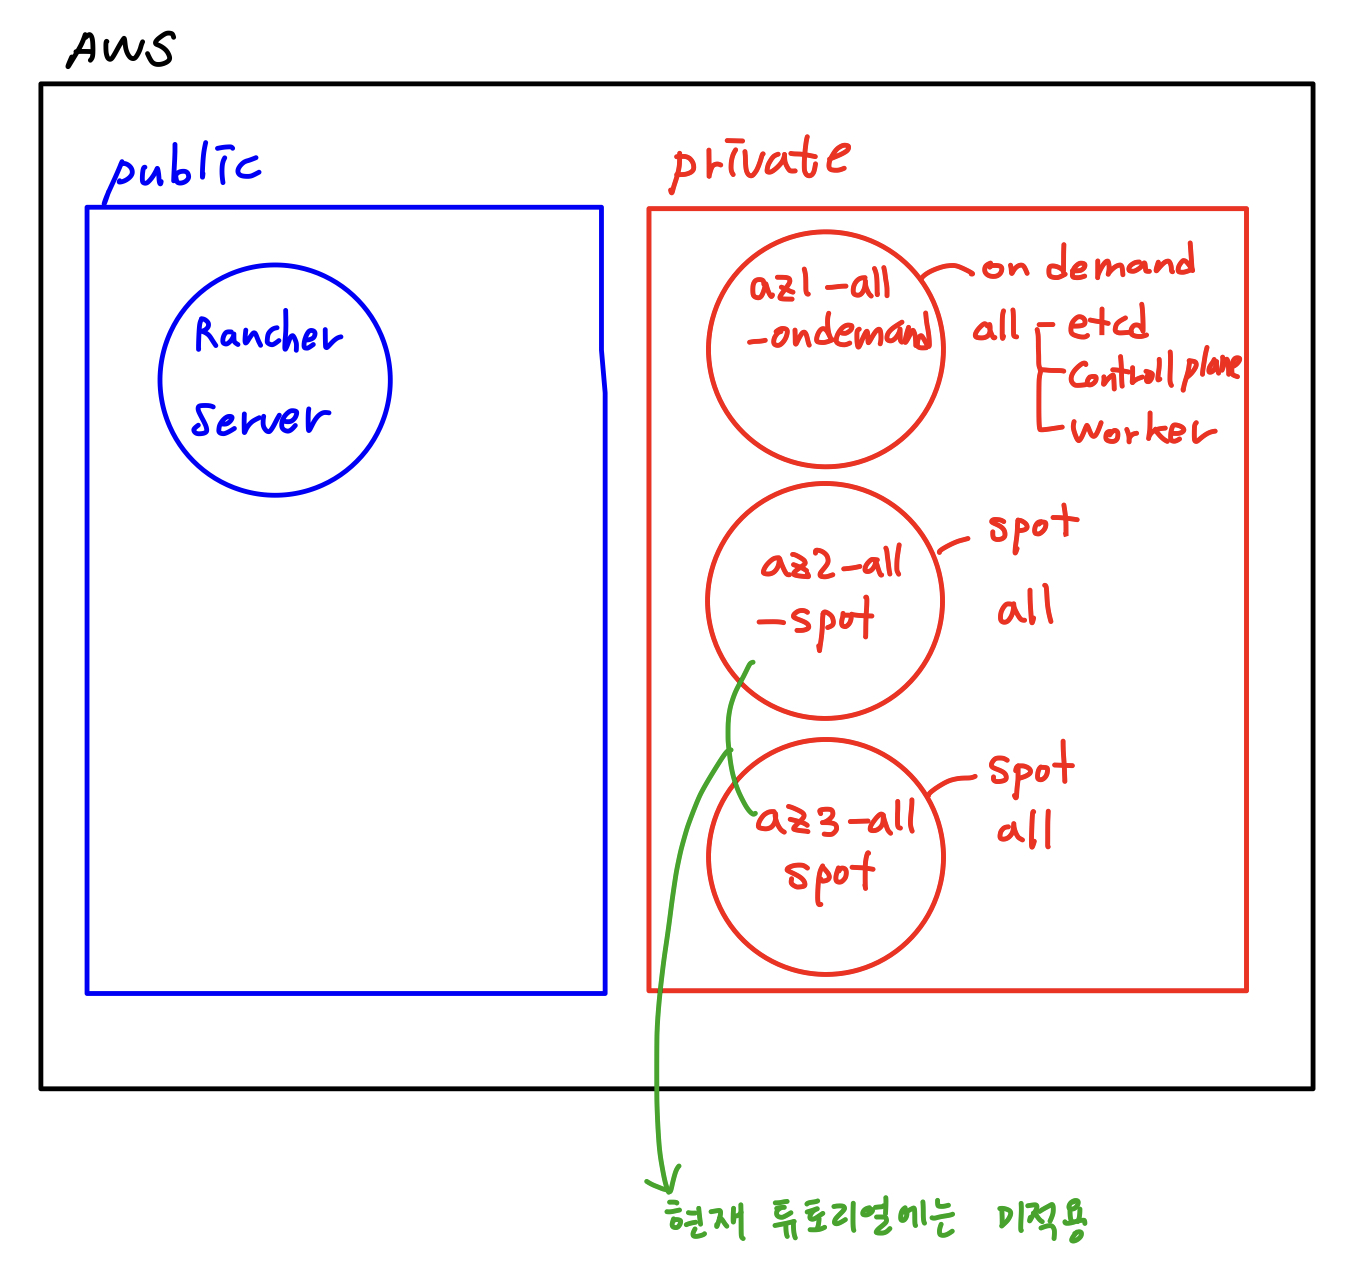 AWS
public
Rancher
Server
private
az1-all
-ondemand
on demand
all - etcd
Controll plane
worker
az2-all
-spot
spot
all
az3-all
spot
spot
all
현재 튜토리얼에는 미적용